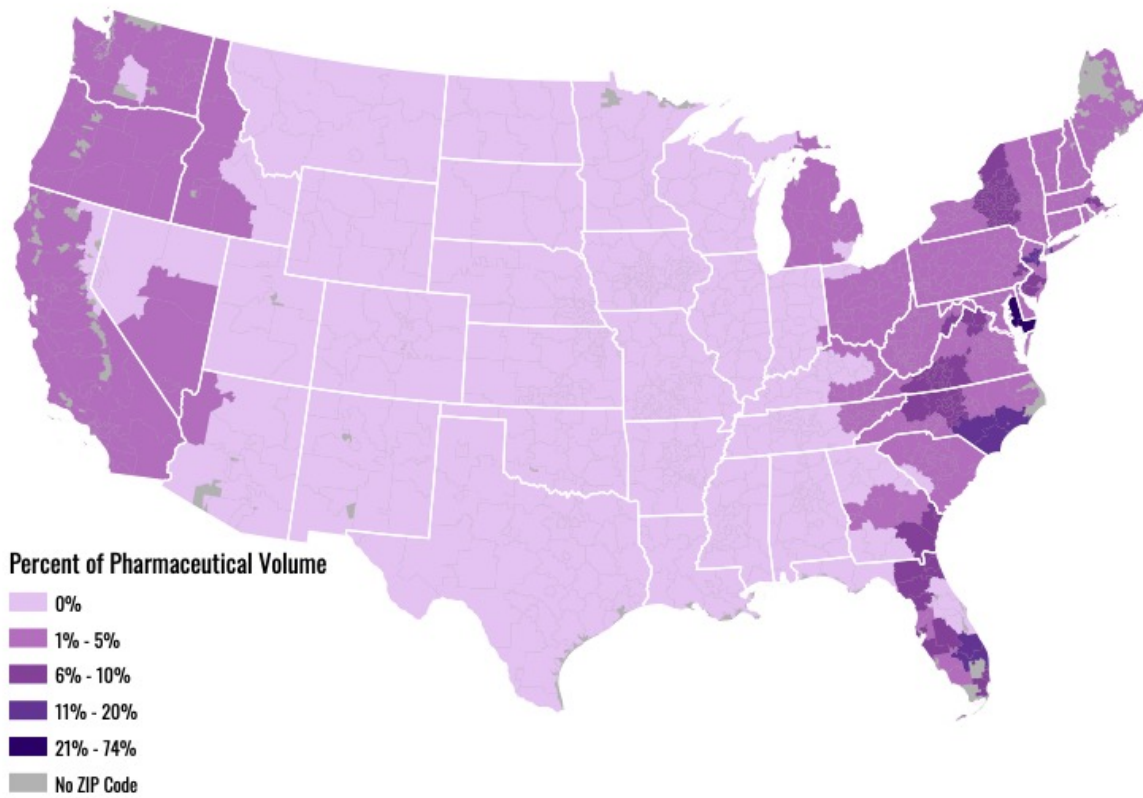 Percent of Pharmaceutical Volume
0%
1% - 5%
6% - 10%
11% - 20%
21% - 74%
No ZIP Code